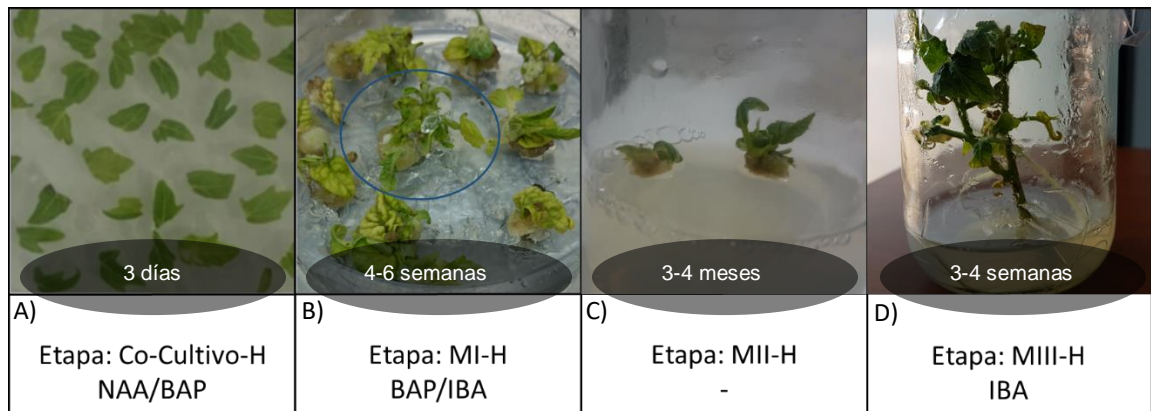 3 días
4-6 semanas
3-4 meses
3-4 semanas
A)
Etapa: Co-Cultivo-H
NAA/BAP
B)
Etapa: MI-H
BAP/IBA
C)
Etapa: MII-H
-
D)
Etapa: MIII-H
IBA